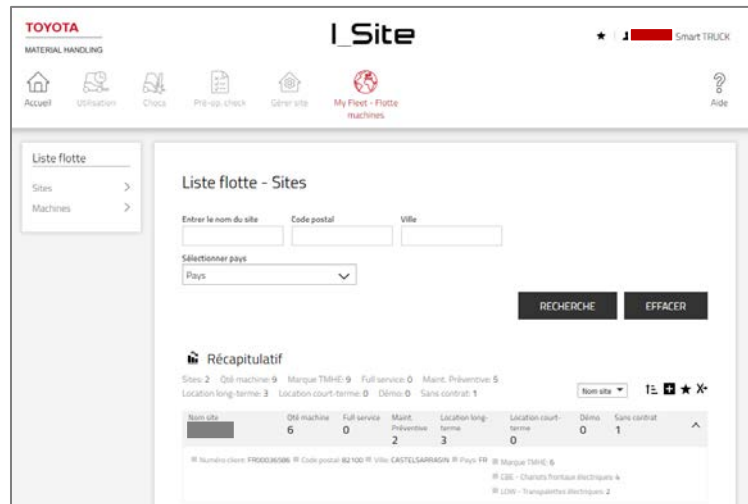 TOYOTA
MATERIAL HANDLING
I_Site
Smart TRUCK
Accueil
Utilisation
Chocs
Pré-op. check
Gérer site
My Fleet - Flotte machines
Aide
Liste flotte
Sites
Machines
Liste flotte - Sites
Entrer le nom du site Code postal Ville
Sélectionner pays
Pays
RECHERCHE EFFACER
Récapitulatif
Sites: 2 Qté machine: 9 Marque TMHE: 9 Full service: 0 Maint. Préventive: 5
Location long-terme: 3 Location court-terme: 0 Démo: 0 Sans contrat: 1
Nom site
Nom site Qté machine Full service Maint. Préventive Location long-terme Location court-terme Démo Sans contrat
6 0 2 3 0 0 1
Numéro client: FR00036586 Code postal: 82100 Ville: CASTELSARRASIN Pays: FR Marque TMHE: 6
CBE - Chariots frontaux électriques: 4
LOW - Transpalettes électriques: 2